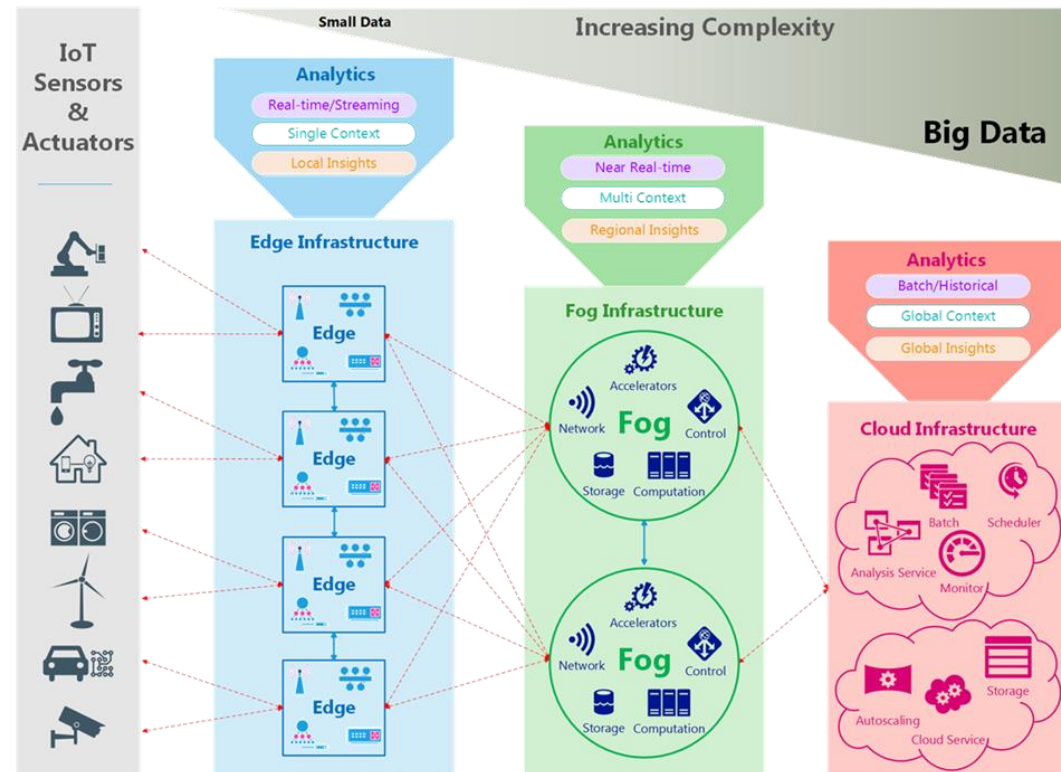 Small Data
Increasing Complexity
Big Data
IoT
Sensors
&
Actuators
Analytics
Real-time/Streaming
Single Context
Local Insights
Edge Infrastructure
Edge
Edge
Edge
Edge
Analytics
Near Real-time
Multi Context
Regional Insights
Fog Infrastructure
Accelerators
Network
Fog
Control
Storage
Computation
Accelerators
Network
Fog
Control
Storage
Computation
Analytics
Batch/Historical
Global Context
Global Insights
Cloud Infrastructure
Batch
Scheduler
Analysis Service
Monitor
Storage
Autoscaling
Cloud Service